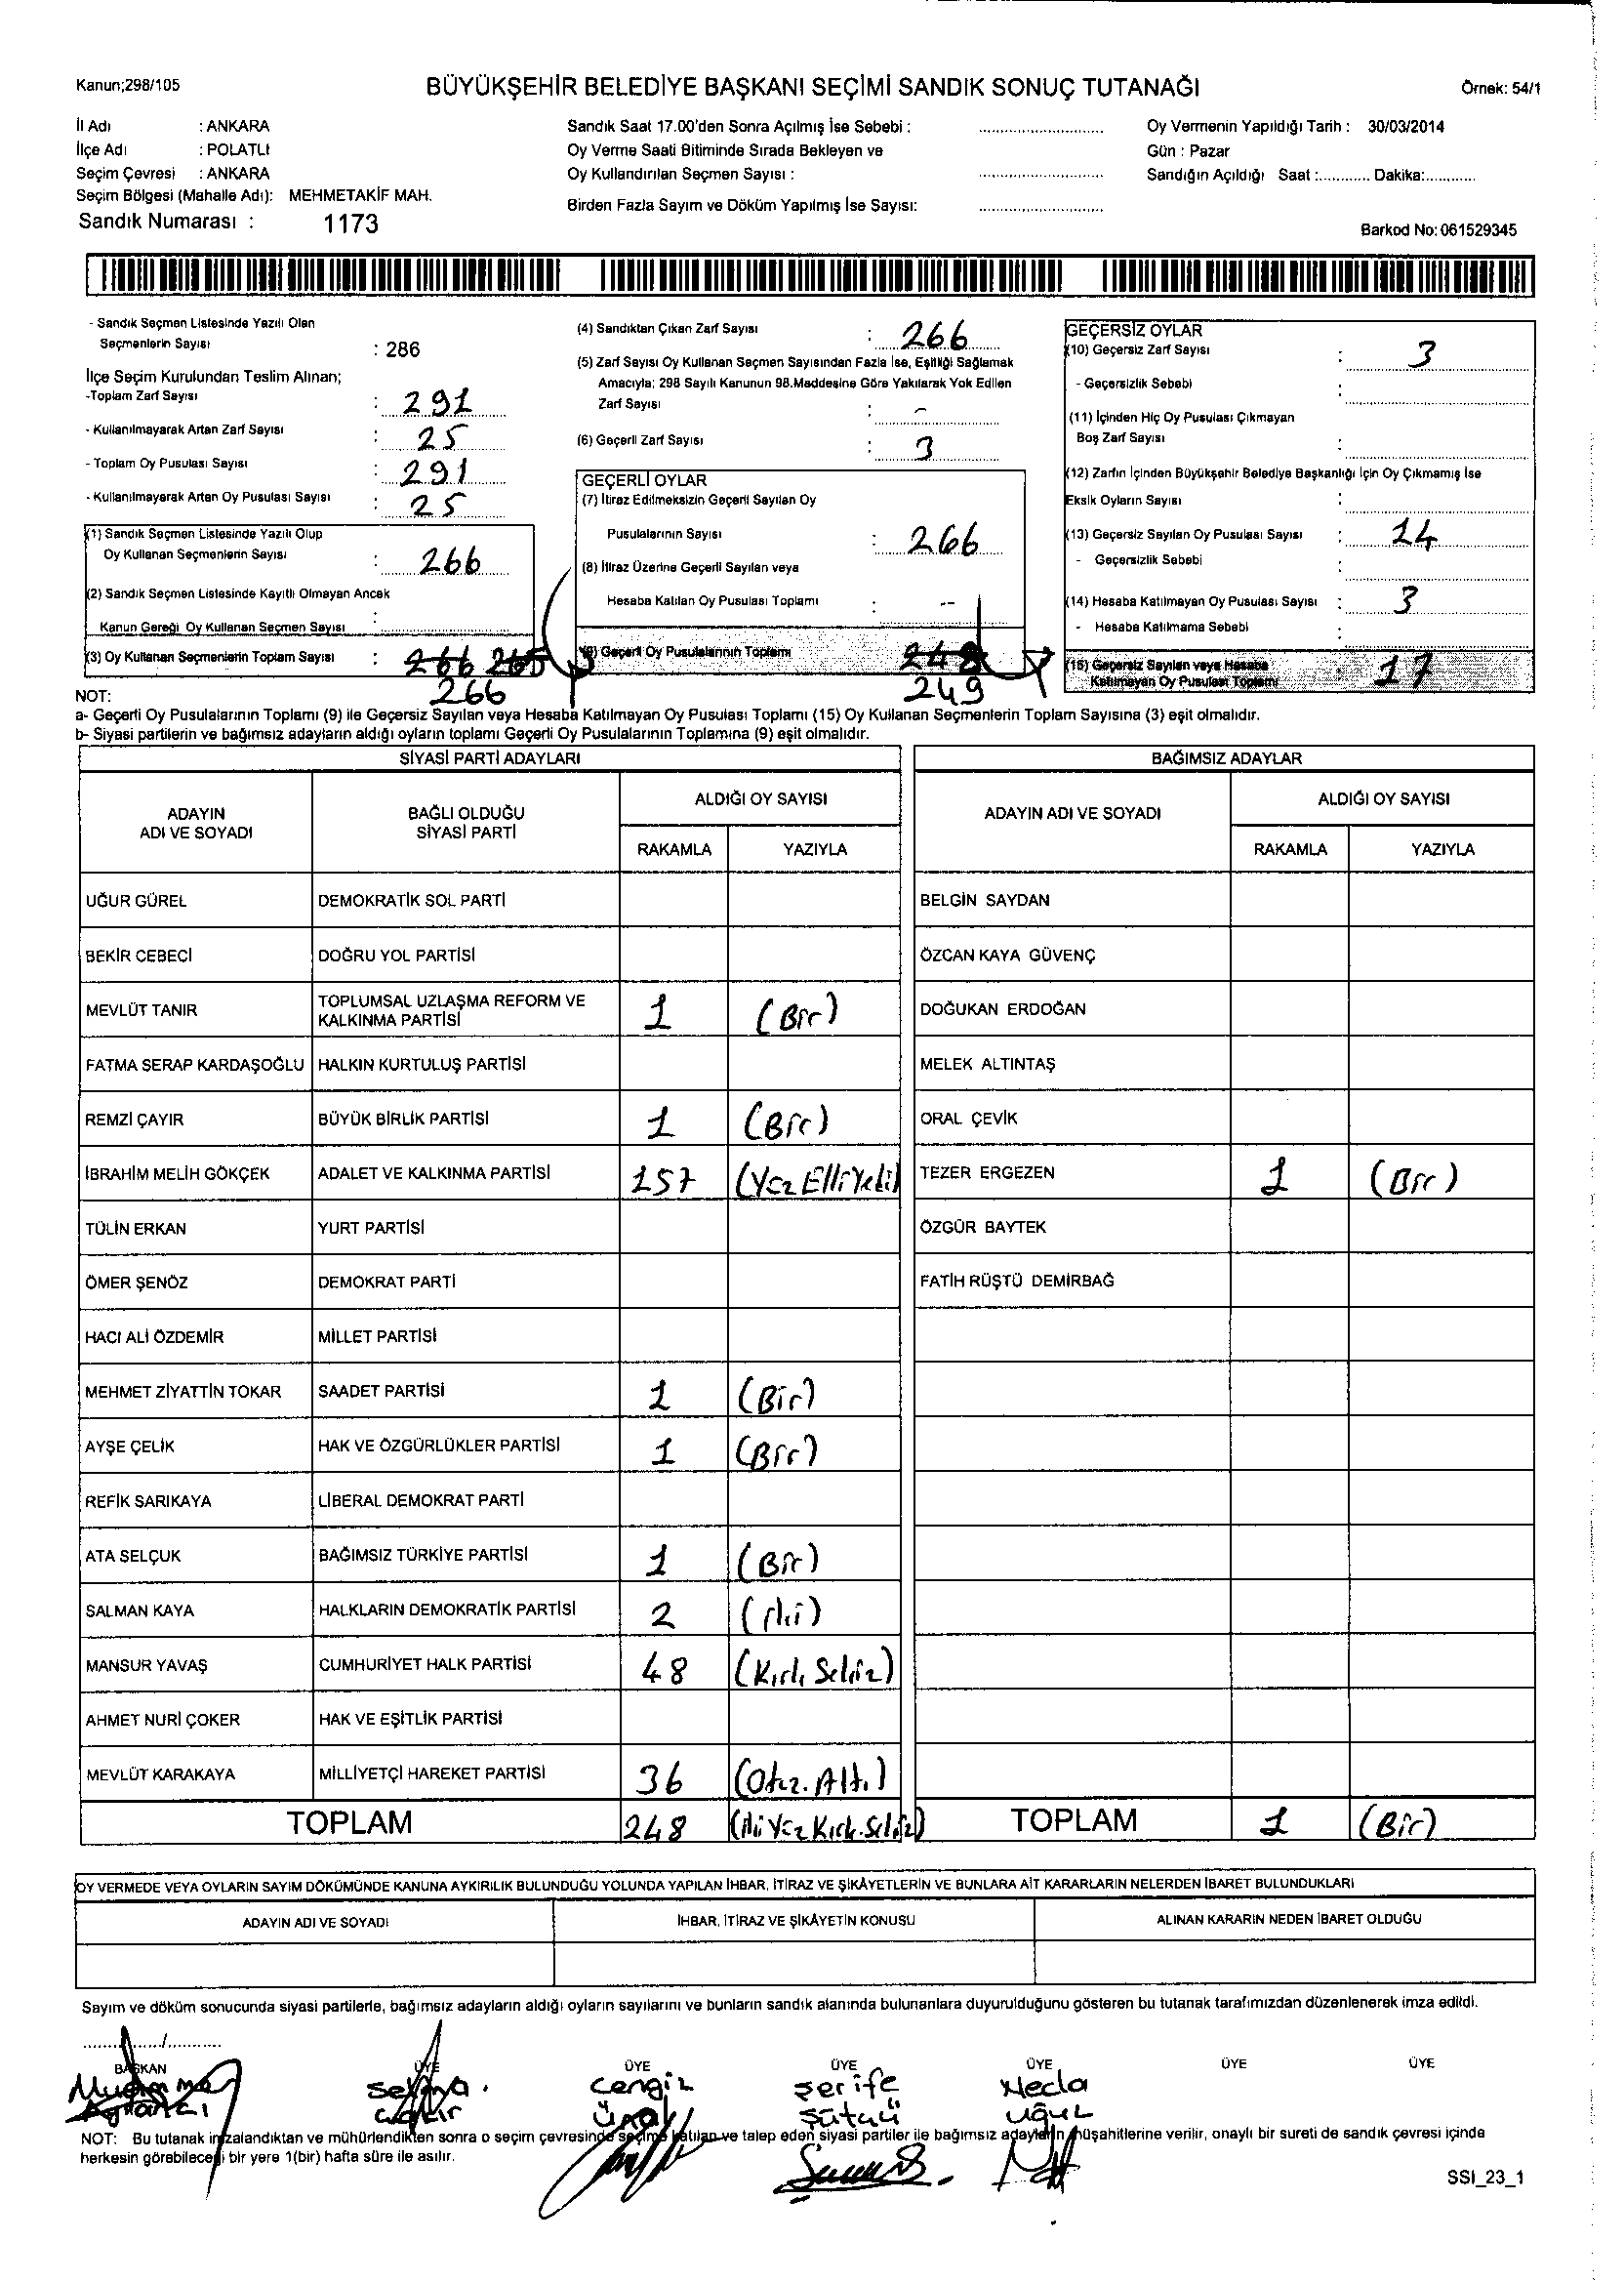 Kanun;298/105
BÜYÜKŞEHİR BELEDİYE BAŞKANI SEÇİMİ SANDIK SONUÇ TUTANAĞI
Örnek: 54/1
İl Adı : ANKARA
İlçe Adı : POLATLI
Seçim Çevresi : ANKARA
Seçim Bölgesi (Mahalle Adı): MEHMETAKİF MAH.
Sandık Numarası : 1173
Sandık Saat 17.00'den Sonra Açılmış İse Sebebi :
Oy Verme Saati Bitiminde Sırada Bekleyen ve
Oy Kullandırılan Seçmen Sayısı :
Birden Fazla Sayım ve Döküm Yapılmış İse Sayısı:
Oy Vermenin Yapıldığı Tarih : 30/03/2014
Gün : Pazar
Sandığın Açıldığı Saat :............ Dakika:............
Barkod No: 061529345
- Sandık Seçmen Listesinde Yazılı Olan
Seçmenlerin Sayısı : 286
İlçe Seçim Kurulundan Teslim Alınan;
-Toplam Zarf Sayısı : 291
- Kullanılmayarak Artan Zarf Sayısı : 25
- Toplam Oy Pusulası Sayısı : 291
- Kullanılmayarak Artan Oy Pusulası Sayısı : 25
(1) Sandık Seçmen Listesinde Yazılı Olup
Oy Kullanan Seçmenlerin Sayısı : 266
(2) Sandık Seçmen Listesinde Kayıtlı Olmayan Ancak
Kanun Gereği Oy Kullanan Seçmen Sayısı :
(3) Oy Kullanan Seçmenlerin Toplam Sayısı : 266 265
266
(4) Sandıktan Çıkan Zarf Sayısı : 266
(5) Zarf Sayısı Oy Kullanan Seçmen Sayısından Fazla İse, Eşitliği Sağlamak
Amacıyla; 298 Sayılı Kanunun 98.Maddesine Göre Yakılarak Yok Edilen
Zarf Sayısı : -
(6) Geçerli Zarf Sayısı : 3
GEÇERLİ OYLAR
(7) İtiraz Edilmeksizin Geçerli Sayılan Oy
Pusulalarının Sayısı : 266
(8) İtiraz Üzerine Geçerli Sayılan veya
Hesaba Katılan Oy Pusulası Toplamı : --
(9) Geçerli Oy Pusulalarının Toplamı 248
249
GEÇERSİZ OYLAR
(10) Geçersiz Zarf Sayısı : 3
- Geçersizlik Sebebi :
(11) İçinden Hiç Oy Pusulası Çıkmayan
Boş Zarf Sayısı :
(12) Zarfın İçinden Büyükşehir Belediye Başkanlığı İçin Oy Çıkmamış İse
Eksik Oyların Sayısı :
(13) Geçersiz Sayılan Oy Pusulası Sayısı : 14
- Geçersizlik Sebebi :
(14) Hesaba Katılmayan Oy Pusulası Sayısı : 3
- Hesaba Katılmama Sebebi :
(15) Geçersiz Sayılan veya Hesaba
Katılmayan Oy Pusulası Toplamı : 17
NOT:
a- Geçerli Oy Pusulalarının Toplamı (9) ile Geçersiz Sayılan veya Hesaba Katılmayan Oy Pusulası Toplamı (15) Oy Kullanan Seçmenlerin Toplam Sayısına (3) eşit olmalıdır.
b- Siyasi partilerin ve bağımsız adayların aldığı oyların toplamı Geçerli Oy Pusulalarının Toplamına (9) eşit olmalıdır.
SİYASİ PARTİ ADAYLARI
ADAYIN ADI VE SOYADI
BAĞLI OLDUĞU SİYASİ PARTİ
ALDIĞI OY SAYISI
RAKAMLA YAZIYLA
UĞUR GÜREL DEMOKRATİK SOL PARTİ
BEKİR CEBECİ DOĞRU YOL PARTİSİ
MEVLÜT TANIR TOPLUMSAL UZLAŞMA REFORM VE KALKINMA PARTİSİ 1 (Bir)
FATMA SERAP KARDAŞOĞLU HALKIN KURTULUŞ PARTİSİ
REMZİ ÇAYIR BÜYÜK BİRLİK PARTİSİ 1 (Bir)
İBRAHİM MELİH GÖKÇEK ADALET VE KALKINMA PARTİSİ 157 (Yüz Elli Yedi)
TÜLİN ERKAN YURT PARTİSİ
ÖMER ŞENÖZ DEMOKRAT PARTİ
HACI ALİ ÖZDEMİR MİLLET PARTİSİ
MEHMET ZİYATTİN TOKAR SAADET PARTİSİ 1 (Bir)
AYŞE ÇELİK HAK VE ÖZGÜRLÜKLER PARTİSİ 1 (Bir)
REFİK SARIKAYA LİBERAL DEMOKRAT PARTİ
ATA SELÇUK BAĞIMSIZ TÜRKİYE PARTİSİ 1 (Bir)
SALMAN KAYA HALKLARIN DEMOKRATİK PARTİSİ 2 (İki)
MANSUR YAVAŞ CUMHURİYET HALK PARTİSİ 48 (Kırk Sekiz)
AHMET NURİ ÇOKER HAK VE EŞİTLİK PARTİSİ
MEVLÜT KARAKAYA MİLLİYETÇİ HAREKET PARTİSİ 36 (Otuz. Altı)
TOPLAM 248 (İki Yüz Kırk. Sekiz)
BAĞIMSIZ ADAYLAR
ADAYIN ADI VE SOYADI
ALDIĞI OY SAYISI
RAKAMLA YAZIYLA
BELGİN SAYDAN
ÖZCAN KAYA GÜVENÇ
DOĞUKAN ERDOĞAN
MELEK ALTINTAŞ
ORAL ÇEVİK
TEZER ERGEZEN 1 (Bir)
ÖZGÜR BAYTEK
FATİH RÜŞTÜ DEMİRBAĞ
TOPLAM 1 (Bir)
OY VERMEDE VEYA OYLARIN SAYIM DÖKÜMÜNDE KANUNA AYKIRILIK BULUNDUĞU YOLUNDA YAPILAN İHBAR, İTİRAZ VE ŞİKÂYETLERİN VE BUNLARA AİT KARARLARIN NELERDEN İBARET BULUNDUKLARI
ADAYIN ADI VE SOYADI İHBAR, İTİRAZ VE ŞİKÂYETİN KONUSU ALINAN KARARIN NEDEN İBARET OLDUĞU
Sayım ve döküm sonucunda siyasi partilerle, bağımsız adayların aldığı oyların sayılarını ve bunların sandık alanında bulunanlara duyurulduğunu gösteren bu tutanak tarafımızdan düzenlenerek imza edildi.
BAŞKAN ÜYE ÜYE ÜYE ÜYE ÜYE ÜYE
Cengiz Şerife Necla
Ünal Sütçü Uğuz
NOT: Bu tutanak imzalandıktan ve mühürlendikten sonra o seçim çevresinde seçime katılan ve talep eden siyasi partiler ile bağımsız adayların müşahitlerine verilir, onaylı bir sureti de sandık çevresi içinde
herkesin görebileceği bir yere 1(bir) hafta süre ile asılır.
SSI_23_1